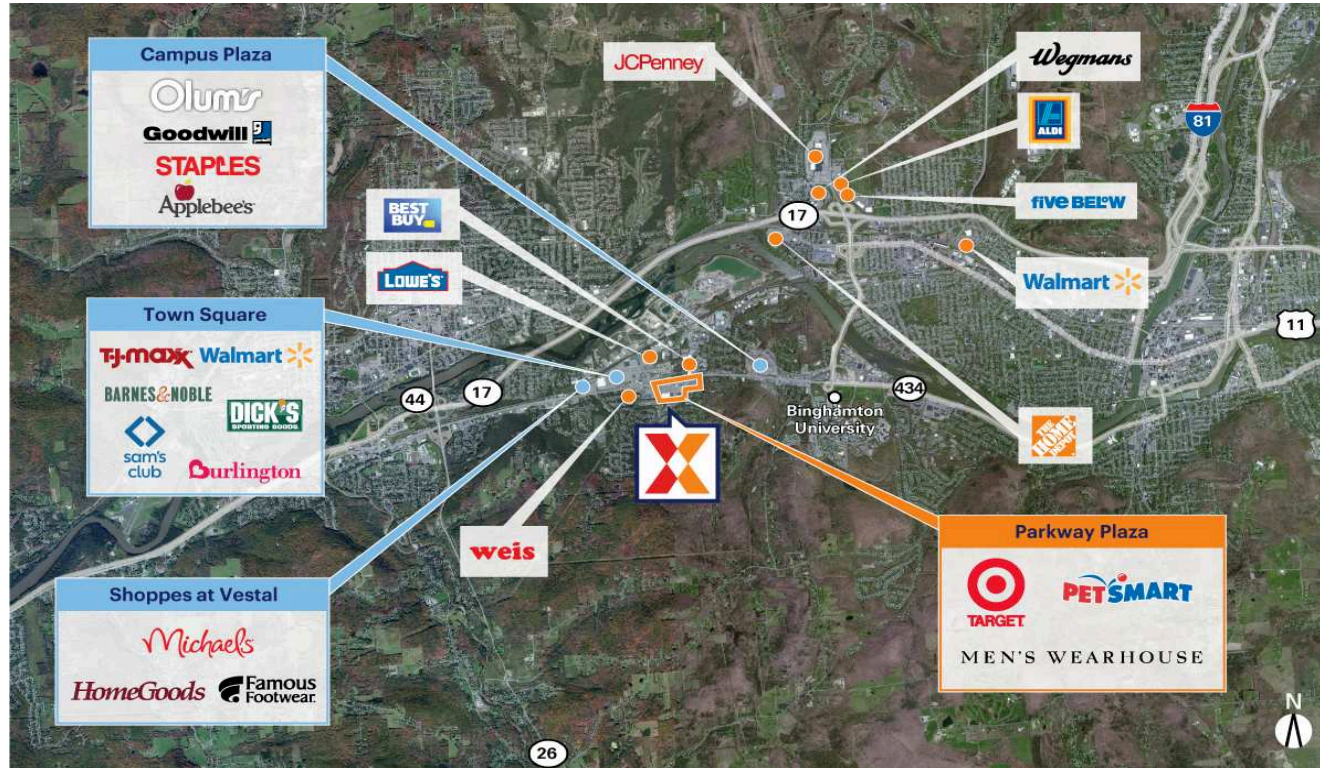 Campus Plaza
Olum's
Goodwill
STAPLES
Applebee's
JCPenney
Wegmans
ALDI
81
BEST
BUY
LOWE'S
17
five BELOW
Walmart
11
Town Square
T·J·maxx Walmart
BARNES & NOBLE
DICK'S
SPORTING GOODS
sam's
club
Burlington
44
17
434
Binghamton
University
THE
HOME
DEPOT
weis
Parkway Plaza
TARGET
PETSMART
MEN'S WEARHOUSE
Shoppes at Vestal
Michaels
HomeGoods
Famous
Footwear
26
N